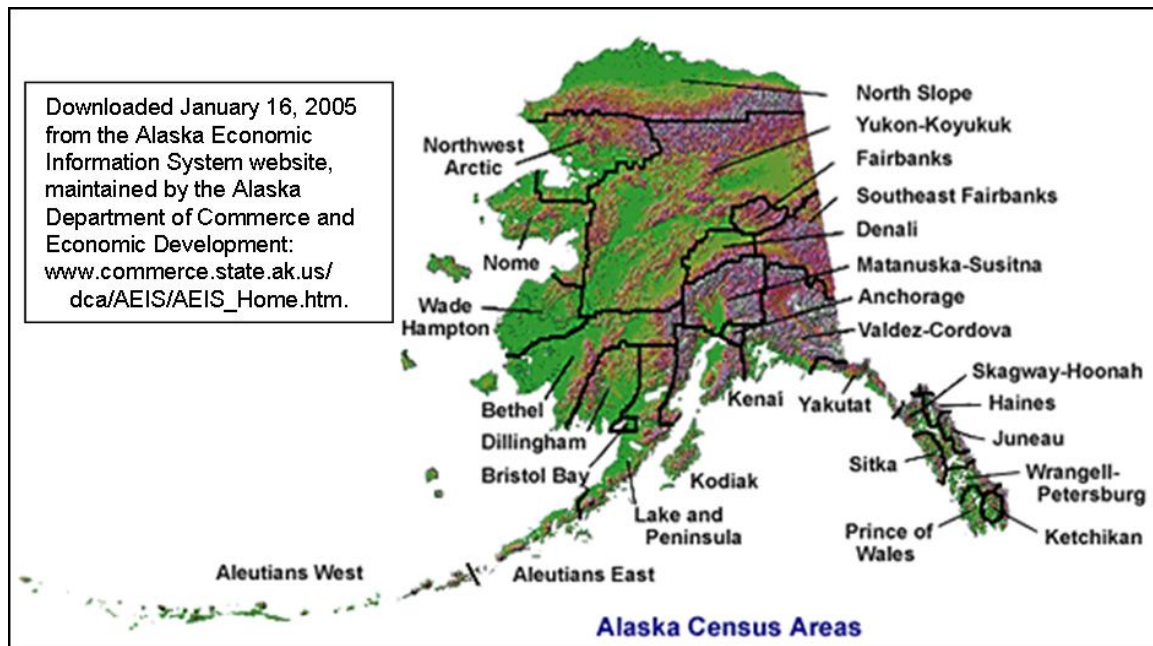 Downloaded January 16, 2005
from the Alaska Economic
Information System website,
maintained by the Alaska
Department of Commerce and
Economic Development:
www.commerce.state.ak.us/
dca/AEIS/AEIS_Home.htm.
North Slope
Yukon-Koyukuk
Northwest
Arctic
Fairbanks
Southeast Fairbanks
Denali
Nome
Matanuska-Susitna
Anchorage
Wade
Hampton
Valdez-Cordova
Skagway-Hoonah
Haines
Juneau
Bethel
Kenai
Yakutat
Dillingham
Sitka
Wrangell-
Petersburg
Bristol Bay
Kodiak
Lake and
Peninsula
Prince of
Wales
Ketchikan
Aleutians West
Aleutians East
Alaska Census Areas